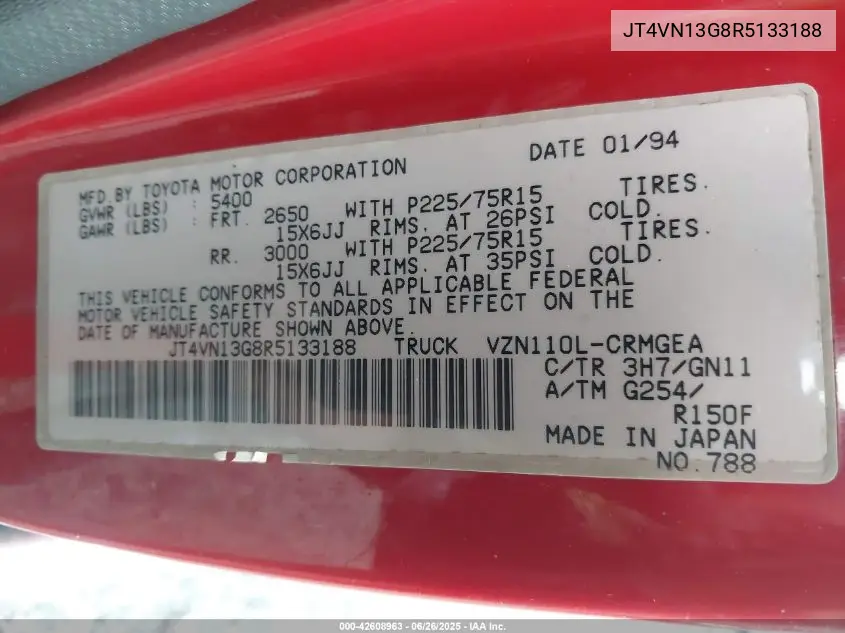 JT4VN13G8R5133188
DATE 01/94
MFD.BY TOYOTA MOTOR CORPORATION
GVWR (LBS) : 5400
GAWR (LBS) : FRT. 2650 WITH P225/75R15 TIRES.
15X6JJ RIMS. AT 26PSI COLD.
RR. 3000 WITH P225/75R15 TIRES.
15X6JJ RIMS. AT 35PSI COLD.
THIS VEHICLE CONFORMS TO ALL APPLICABLE FEDERAL
MOTOR VEHICLE SAFETY STANDARDS IN EFFECT ON THE
DATE OF MANUFACTURE SHOWN ABOVE.
JT4VN13G8R5133188 TRUCK VZN110L-CRMGEA
C/TR 3H7/GN11
A/TM G254/
R150F
MADE IN JAPAN
NO.788
000-42608963 - 06/26/2025 - IAA Inc.